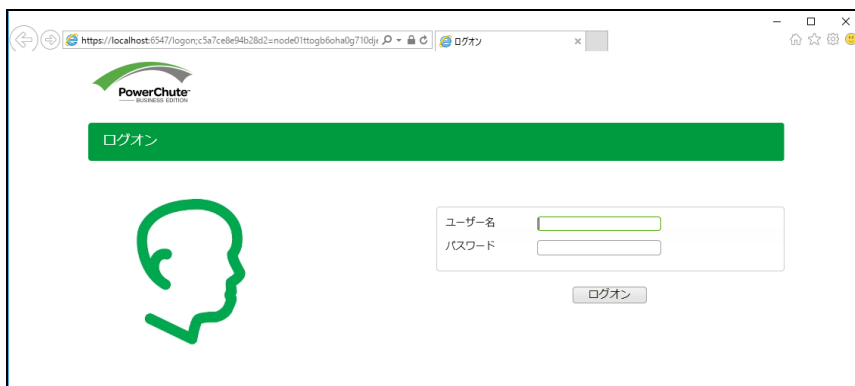 https://localhost:6547/logon;c5a7ce8e94b28d2=node01ttogb6oha0g710dje
ログオン
PowerChute
BUSINESS EDITION
ログオン
ユーザー名
パスワード
ログオン